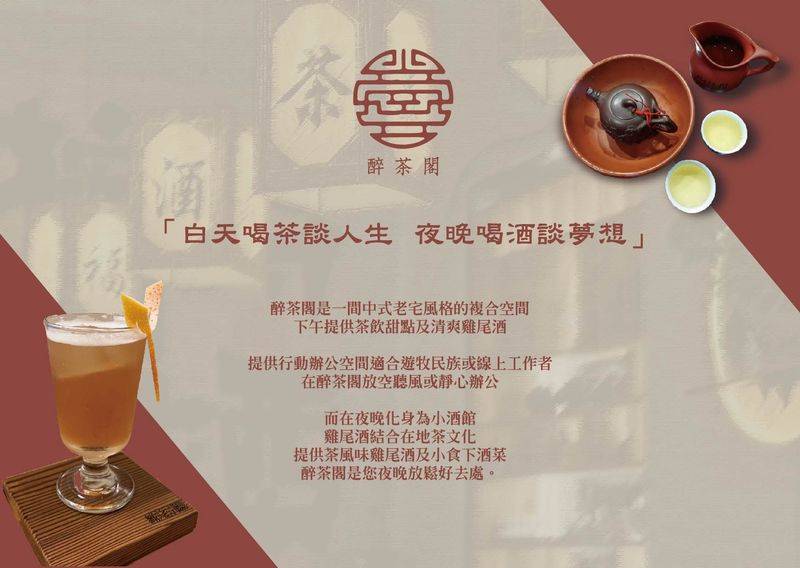 茶
酒
福
醉茶閣
「白天喝茶談人生 夜晚喝酒談夢想」
醉茶閣是一間中式老宅風格的複合空間
下午提供茶飲甜點及清爽雞尾酒
提供行動辦公空間適合遊牧民族或線上工作者
在醉茶閣放空聽風或靜心辦公
而在夜晚化身為小酒館
雞尾酒結合在地茶文化
提供茶風味雞尾酒及小食下酒菜
醉茶閣是您夜晚放鬆好去處。